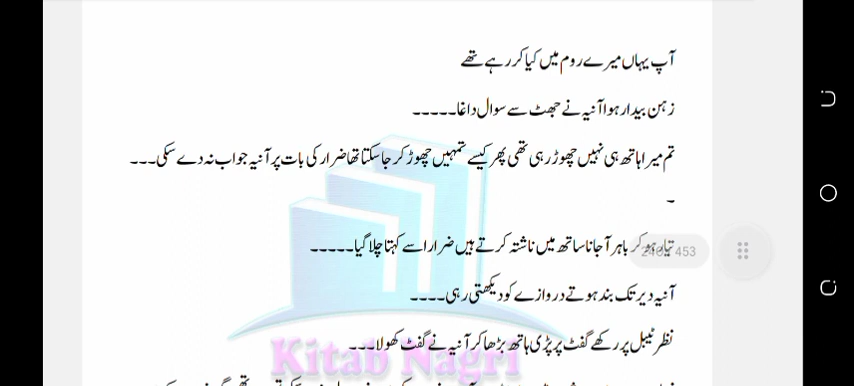 آپ یہاں میرے روم میں کیا کر رہے تھے
زہن بیدار ہوا آنیہ نے جھٹ سے سوال داغا۔۔۔۔۔
تم میرا ہاتھ ہی نہیں چھوڑ رہی تھی پھر کیسے تمہیں چھوڑ کر جا سکتا تھا ضرار کی بات پر آنیہ جواب نہ دے سکی۔۔۔
۔
تیار ہو کر باہر آجانا ساتھ میں ناشتہ کرتے ہیں ضرار اسے کہتا چلا گیا۔۔۔۔۔
453
آنیہ دیر تک بند ہوتے دروازے کو دیکھتی رہی۔۔۔۔
نظر ٹیبل پر رکھے گفٹ پر پڑی ہاتھ بڑھا کر آنیہ نے گفٹ کھولا۔۔۔
Kitab Nagri